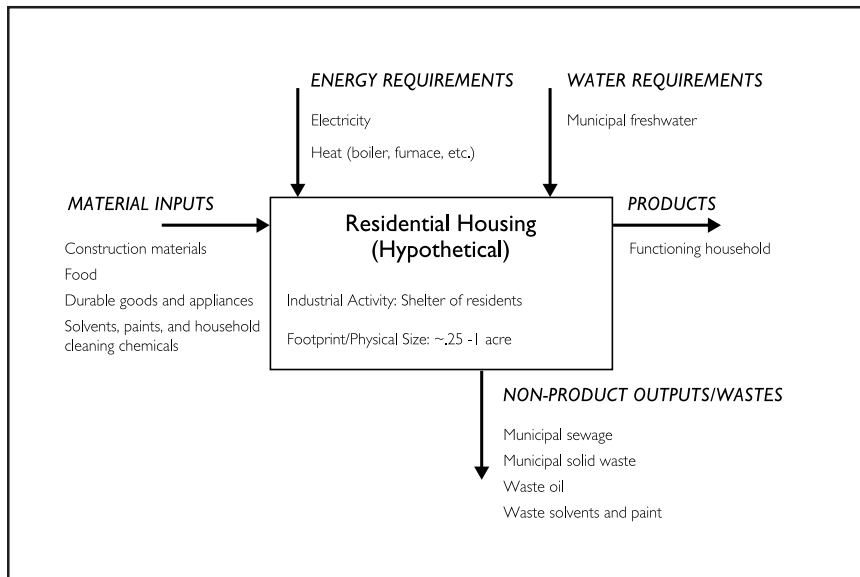 ENERGY REQUIREMENTS
Electricity
Heat (boiler, furnace, etc.)
WATER REQUIREMENTS
Municipal freshwater
MATERIAL INPUTS
Construction materials
Food
Durable goods and appliances
Solvents, paints, and household
cleaning chemicals
Residential Housing
(Hypothetical)
Industrial Activity: Shelter of residents
Footprint/Physical Size: ~.25 -1 acre
PRODUCTS
Functioning household
NON-PRODUCT OUTPUTS/WASTES
Municipal sewage
Municipal solid waste
Waste oil
Waste solvents and paint